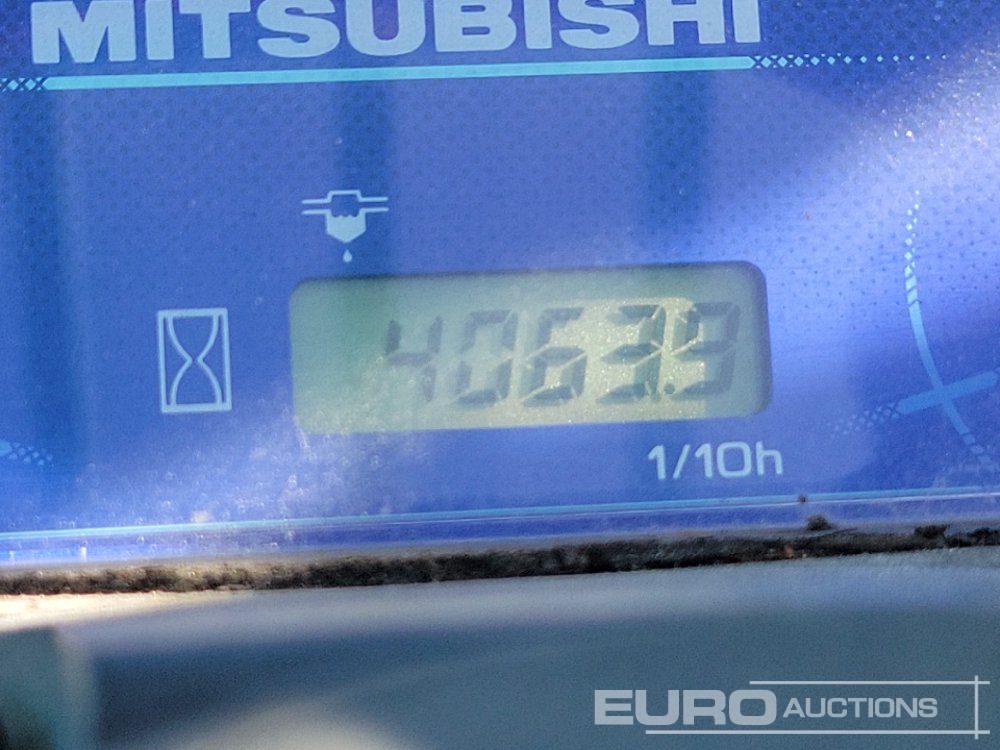 MITSUBISHI
4063.9
1/10h
EURO AUCTIONS